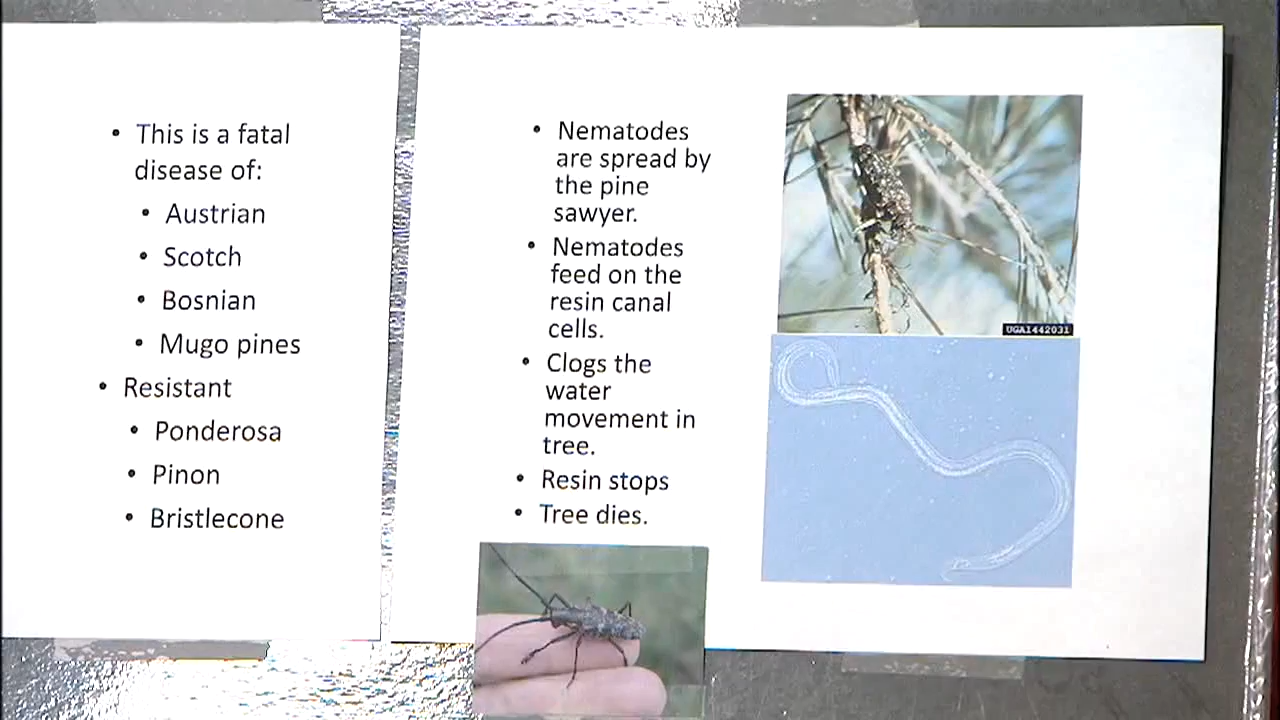 • This is a fatal
disease of:
• Austrian
• Scotch
• Bosnian
• Mugo pines
• Resistant
• Ponderosa
• Pinon
• Bristlecone
• Nematodes
are spread by
the pine
sawyer.
• Nematodes
feed on the
resin canal
cells.
• Clogs the
water
movement in
tree.
• Resin stops
• Tree dies.
UGA1442031